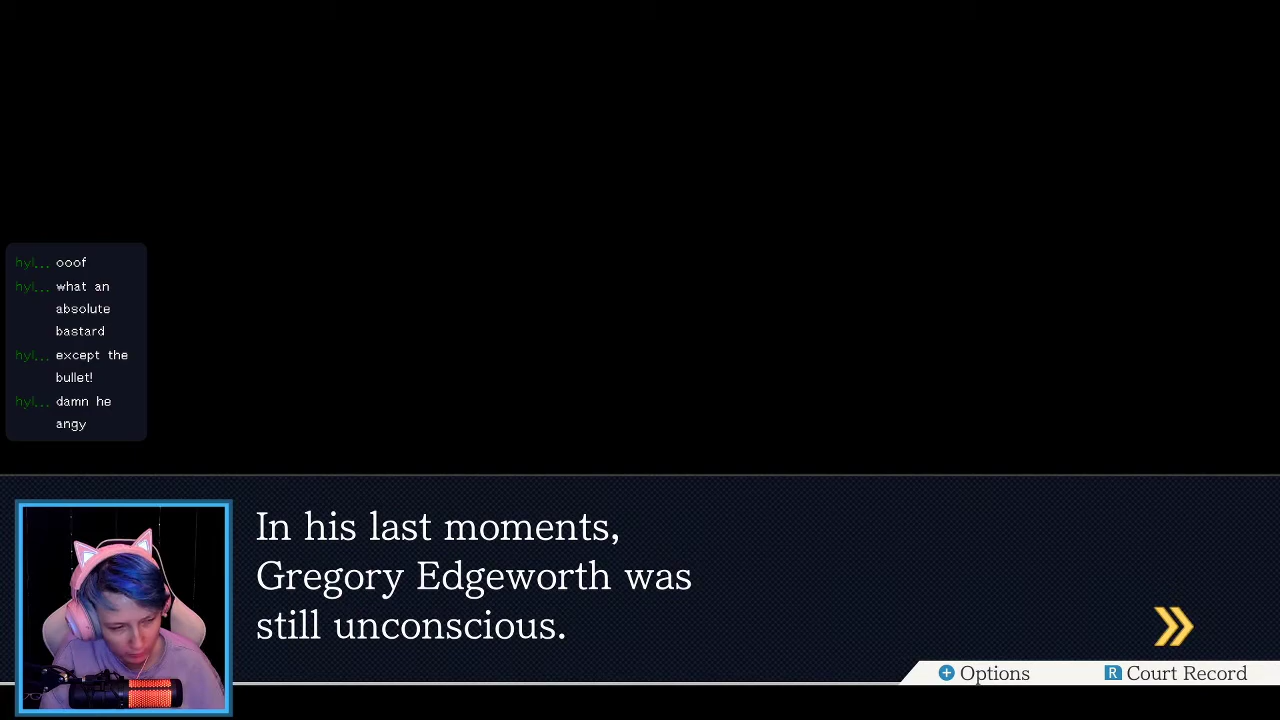 hyl... ooof
hyl... what an
absolute
bastard
hyl... except the
bullet!
hyl... damn he
angy
In his last moments,
Gregory Edgeworth was
still unconscious.
+ Options
R Court Record